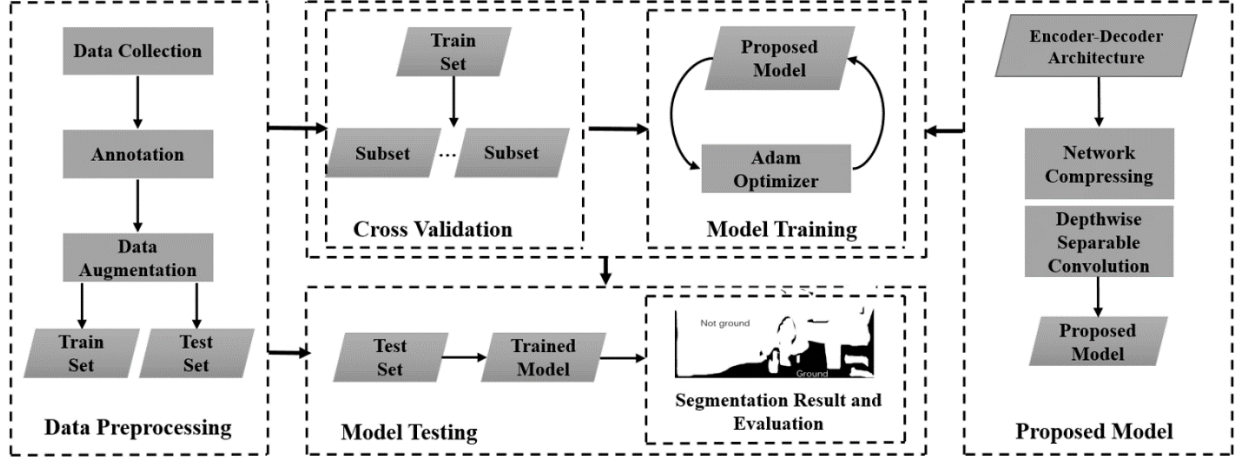 Data Collection
Annotation
Data
Augmentation
Train
Set
Test
Set
Data Preprocessing
Train
Set
Subset
...
Subset
Cross Validation
Proposed
Model
Adam
Optimizer
Model Training
Test
Set
Trained
Model
Not ground
Ground
Segmentation Result and
Evaluation
Model Testing
Encoder-Decoder
Architecture
Network
Compressing
Depthwise
Separable
Convolution
Proposed
Model
Proposed Model